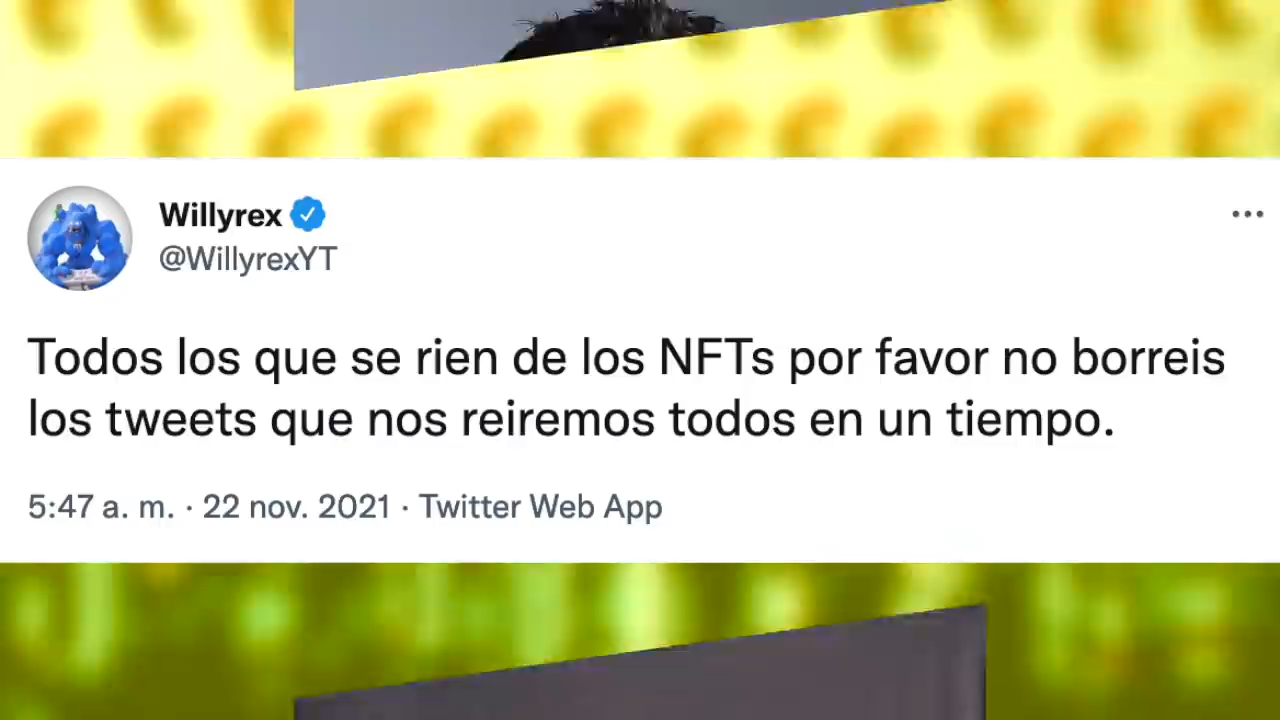 Willyrex
@WillyrexYT
Todos los que se rien de los NFTs por favor no borreis
los tweets que nos reiremos todos en un tiempo.
5:47 a. m. · 22 nov. 2021 · Twitter Web App